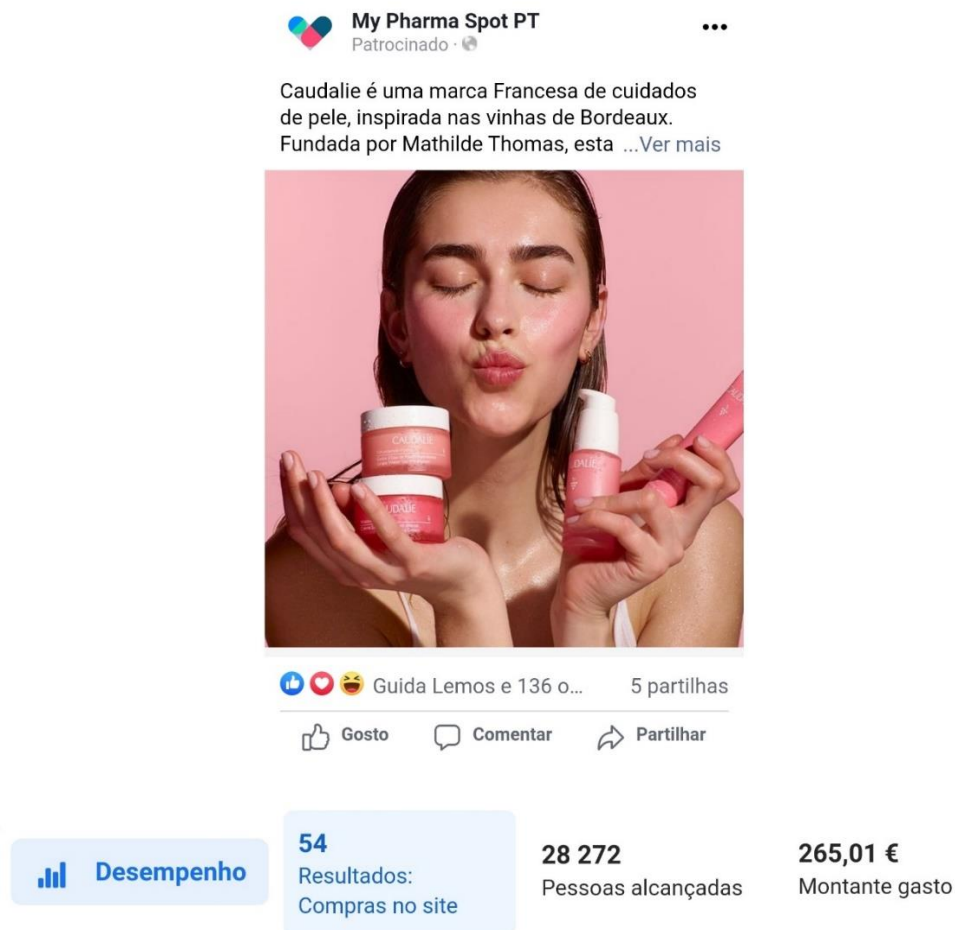 My Pharma Spot PT
Patrocinado ·
Caudalie é uma marca Francesa de cuidados
de pele, inspirada nas vinhas de Bordeaux.
Fundada por Mathilde Thomas, esta ...Ver mais
CAUDALIE
Guida Lemos e 136 o... 5 partilhas
Gosto Comentar Partilhar
Desempenho
54
Resultados:
Compras no site
28 272
Pessoas alcançadas
265,01 €
Montante gasto